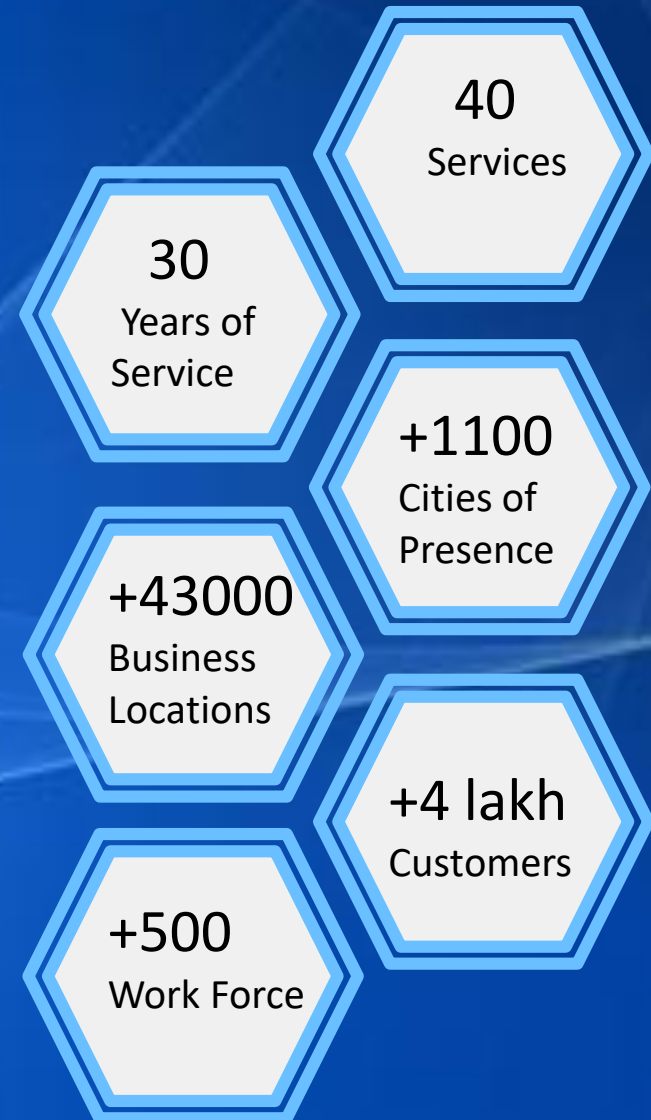 40
Services
30
Years of
Service
+1100
Cities of
Presence
+43000
Business
Locations
+4 lakh
Customers
+500
Work Force